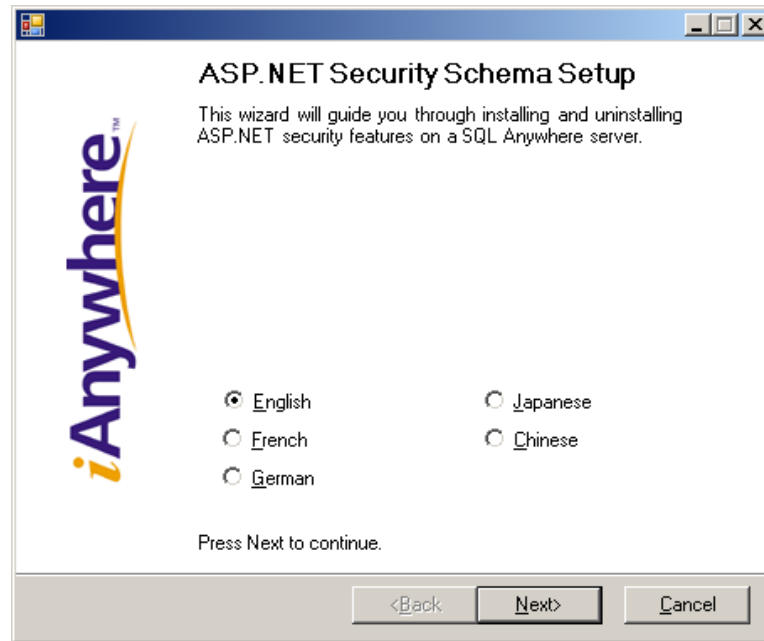 ASP.NET Security Schema Setup
This wizard will guide you through installing and uninstalling
ASP.NET security features on a SQL Anywhere server.
iAnywhere™
English
Japanese
French
Chinese
German
Press Next to continue.
<Back
Next>
Cancel